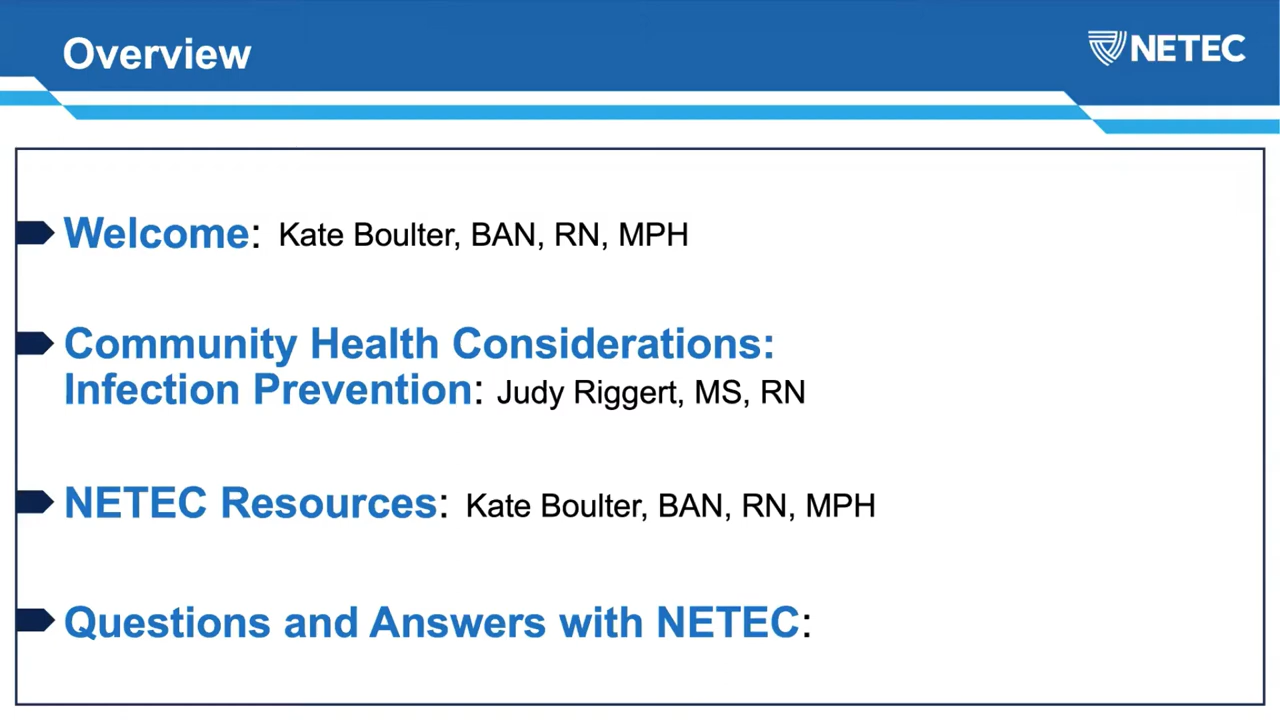 Overview
NETEC
Welcome: Kate Boulter, BAN, RN, MPH
Community Health Considerations:
Infection Prevention: Judy Riggert, MS, RN
NETEC Resources: Kate Boulter, BAN, RN, MPH
Questions and Answers with NETEC: